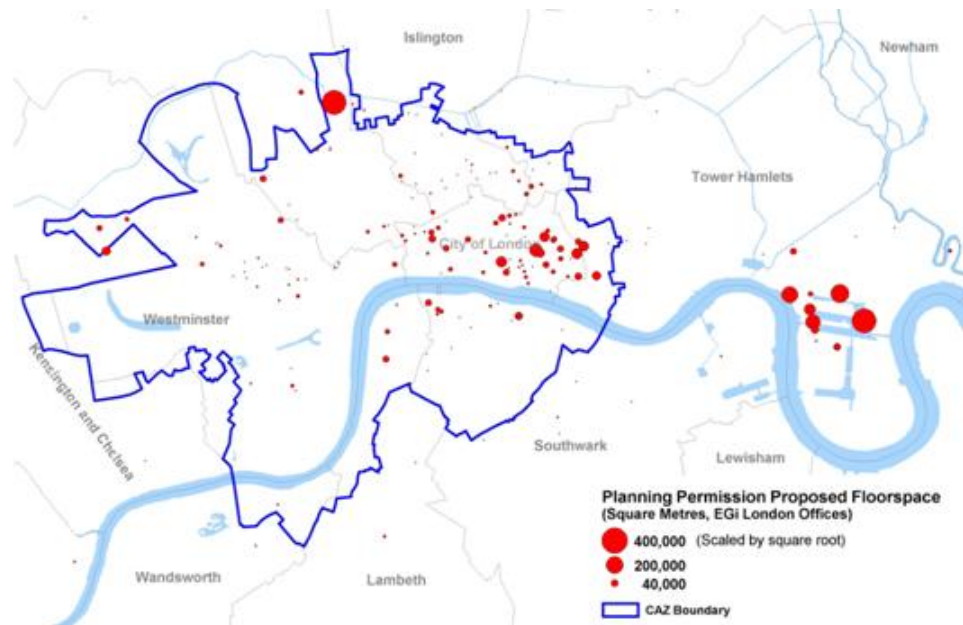 Islington
Newham
Tower Hamlets
City of London
Westminster
Kensington and Chelsea
Southwark
Lewisham
Wandsworth
Lambeth
Planning Permission Proposed Floorspace
(Square Metres, EGi London Offices)
400,000 (Scaled by square root)
200,000
40,000
CAZ Boundary